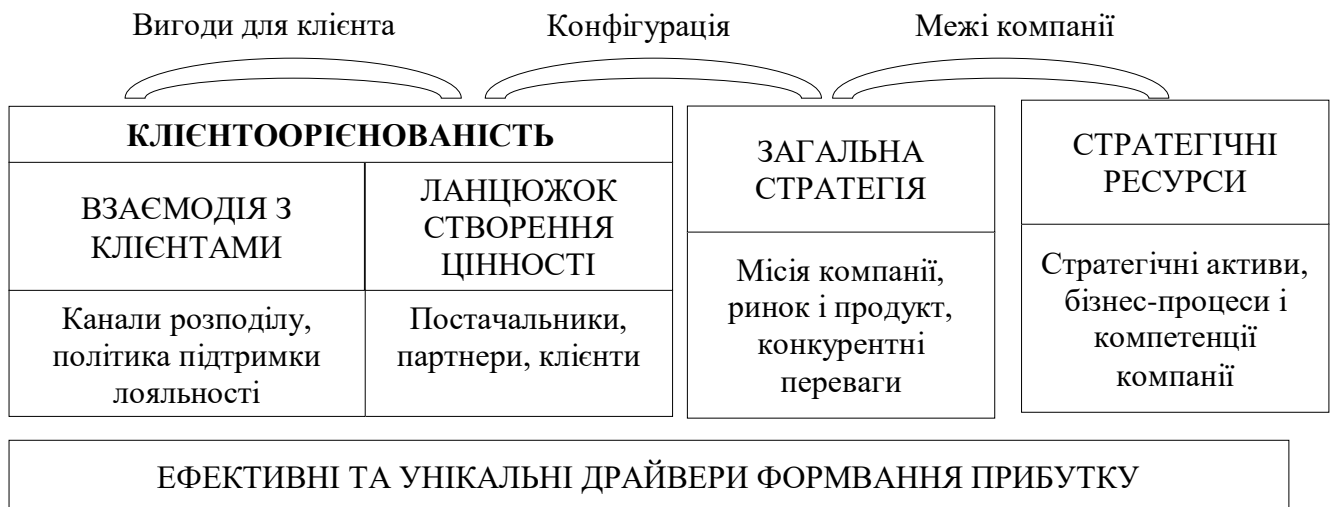 Вигоди для клієнта
Конфігурація
Межі компанії
КЛІЄНТООРІЄНОВАНІСТЬ
ВЗАЄМОДІЯ З
КЛІЄНТАМИ
Канали розподілу,
політика підтримки
лояльності
ЛАНЦЮЖОК
СТВОРЕННЯ
ЦІННОСТІ
Постачальники,
партнери, клієнти
ЗАГАЛЬНА
СТРАТЕГІЯ
Місія компанії,
ринок і продукт,
конкурентні
переваги
СТРАТЕГІЧНІ
РЕСУРСИ
Стратегічні активи,
бізнес-процеси і
компетенції
компанії
ЕФЕКТИВНІ ТА УНІКАЛЬНІ ДРАЙВЕРИ ФОРМВАННЯ ПРИБУТКУ